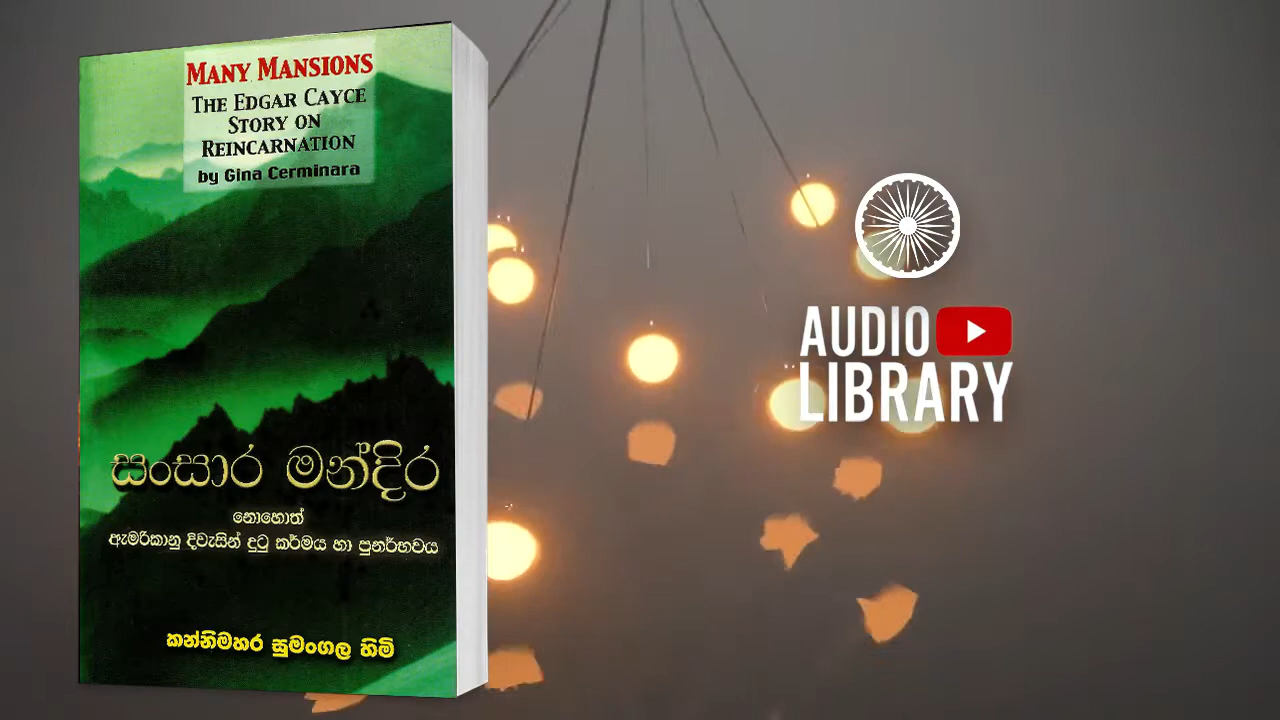 MANY MANSIONS
THE EDGAR CAYCE
STORY ON
REINCARNATION
by Gina Cerminara
සංසාර මන්දිර
නොහොත්
ඇමරිකානු දිවැසින් දුටු කර්මය හා පුනර්භවය
කන්නිමහර සුමංගල හිමි
AUDIO
LIBRARY